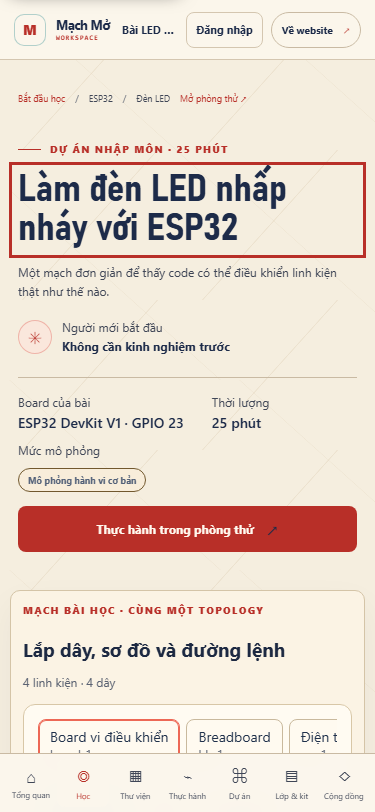 M
Mạch Mở
WORKSPACE
Bài LED ...
Đăng nhập
Về website ↗
Bắt đầu học / ESP32 / Đèn LED Mô phỏng thử ↗
DỰ ÁN NHẬP MÔN · 25 PHÚT
Làm đèn LED nhấp
nháy với ESP32
Một mạch đơn giản để thấy code có thể điều khiển linh kiện
thật như thế nào.
Người mới bắt đầu
Không cần kinh nghiệm trước
Board của bài
ESP32 DevKit V1 · GPIO 23
Thời lượng
25 phút
Mức mô phỏng
Mô phỏng hành vi cơ bản
Thực hành trong phòng thử ↗
MẠCH BÀI HỌC · CÙNG MỘT TOPOLOGY
Lắp dây, sơ đồ và đường lệnh
4 linh kiện · 4 dây
Board vi điều khiển
Breadboard
Điện t
Tổng quan
Học
Thư viện
Thực hành
Dự án
Lớp & kit
Cộng đồng